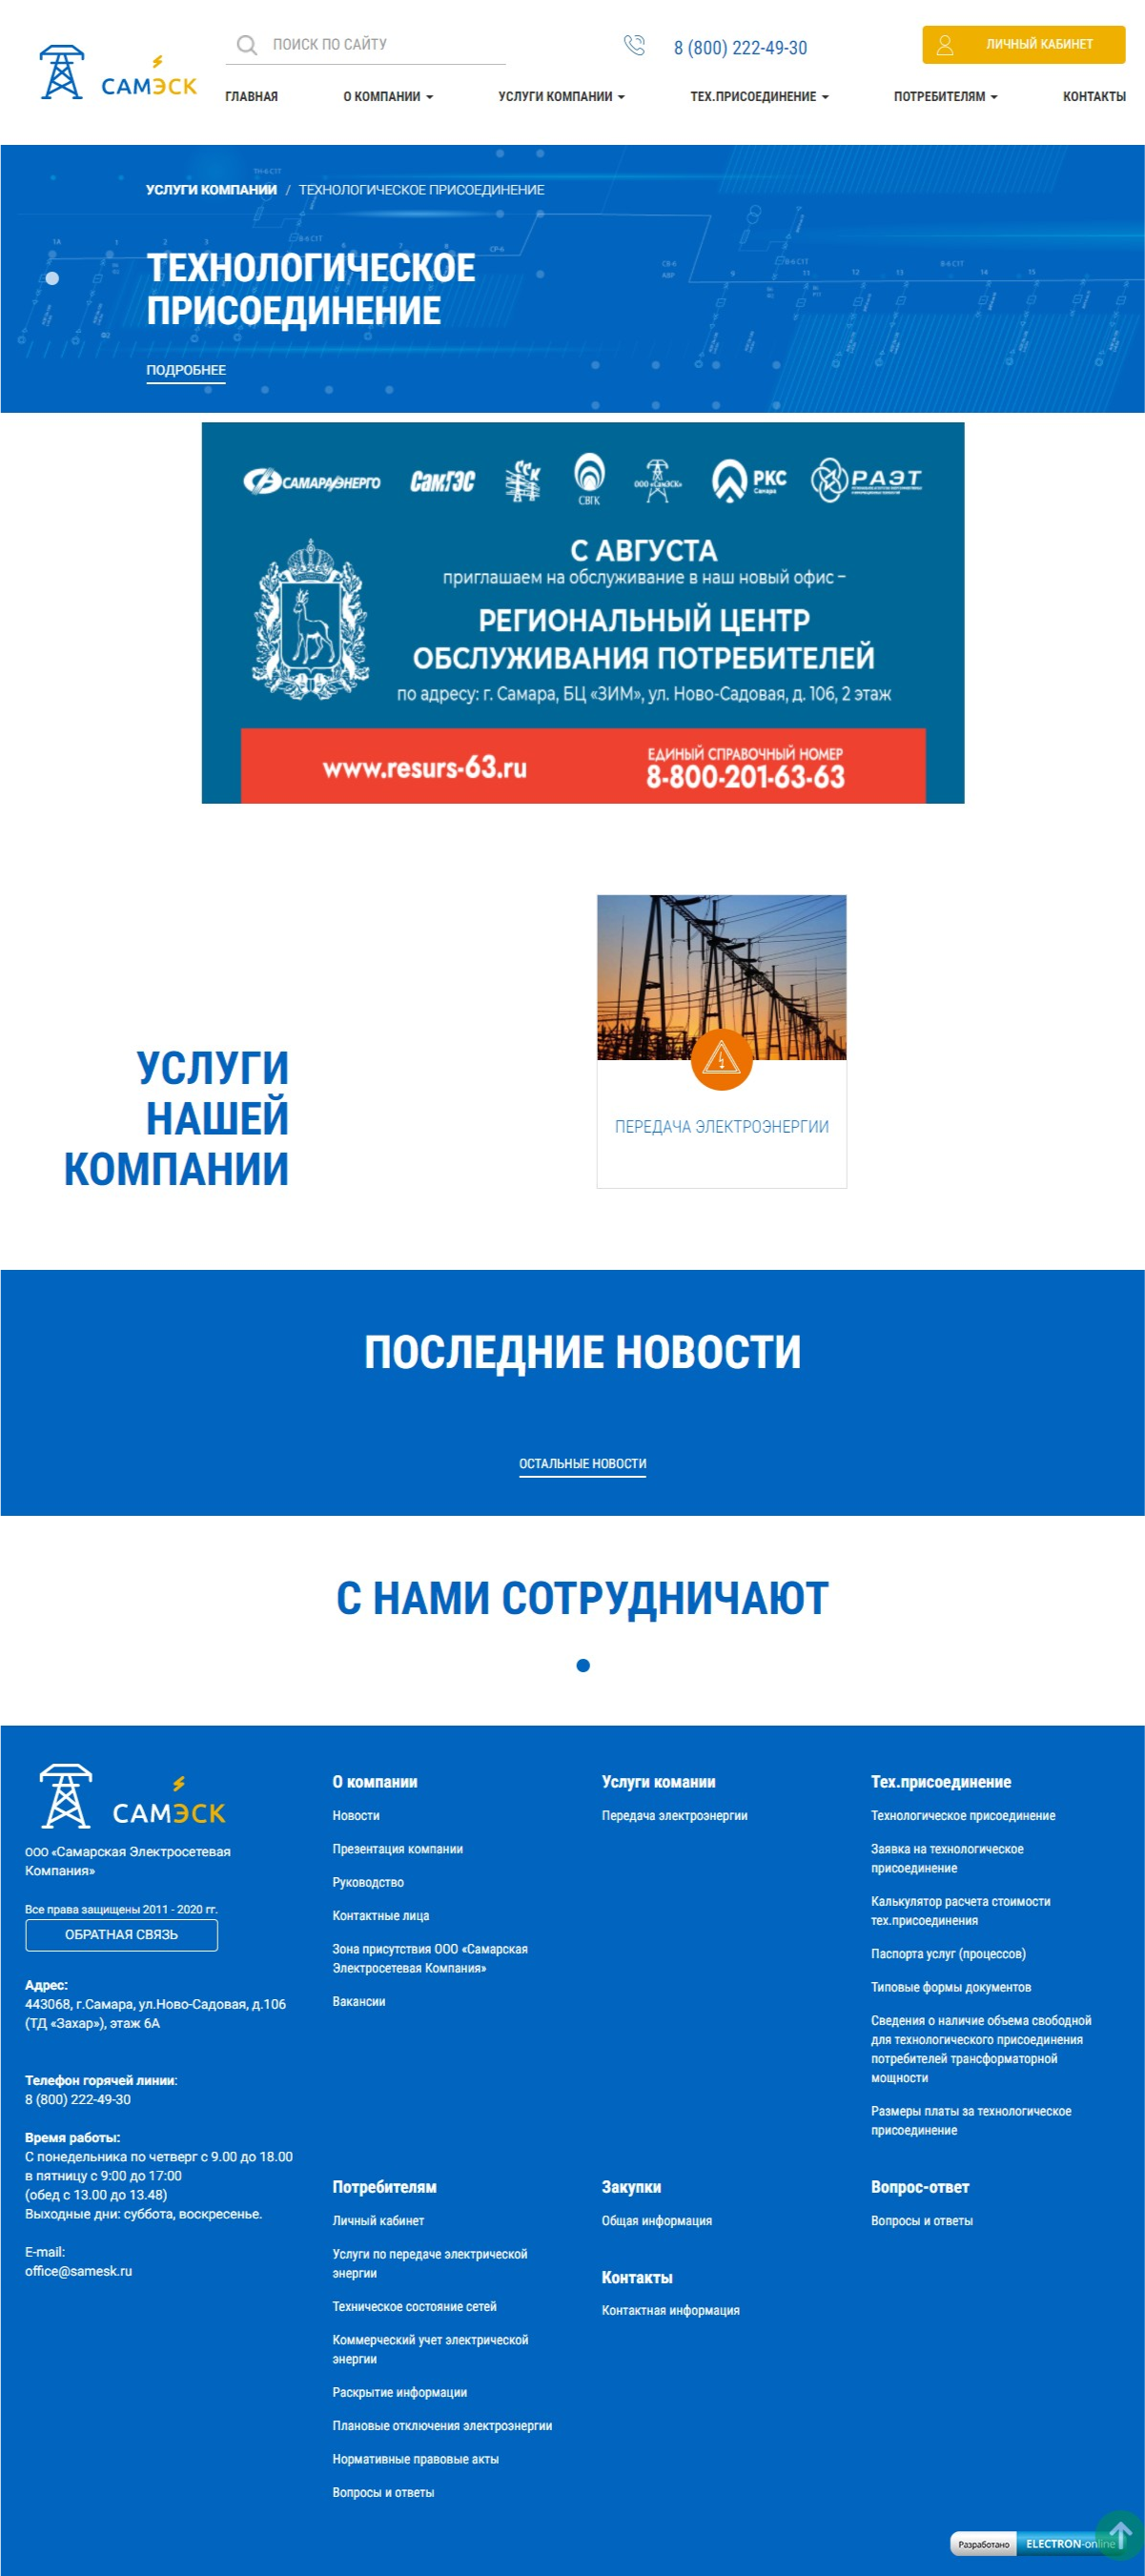 ПОИСК ПО САЙТУ
8 (800) 222-49-30
ЛИЧНЫЙ КАБИНЕТ
САМЭСК
ГЛАВНАЯ
О КОМПАНИИ
УСЛУГИ КОМПАНИИ
ТЕХ.ПРИСОЕДИНЕНИЕ
ПОТРЕБИТЕЛЯМ
КОНТАКТЫ
УСЛУГИ КОМПАНИИ / ТЕХНОЛОГИЧЕСКОЕ ПРИСОЕДИНЕНИЕ
ТЕХНОЛОГИЧЕСКОЕ
ПРИСОЕДИНЕНИЕ
ПОДРОБНЕЕ
САМАРАЭНЕРГО
СамГЭС
ССК
СВГК
ООО «СамЭСК»
РКС
Самара
РАЭТ
С АВГУСТА
приглашаем на обслуживание в наш новый офис –
РЕГИОНАЛЬНЫЙ ЦЕНТР
ОБСЛУЖИВАНИЯ ПОТРЕБИТЕЛЕЙ
по адресу: г. Самара, БЦ «ЗИМ», ул. Ново-Садовая, д. 106, 2 этаж
www.resurs-63.ru
ЕДИНЫЙ СПРАВОЧНЫЙ НОМЕР
8-800-201-63-63
УСЛУГИ
НАШЕЙ
КОМПАНИИ
ПЕРЕДАЧА ЭЛЕКТРОЭНЕРГИИ
ПОСЛЕДНИЕ НОВОСТИ
ОСТАЛЬНЫЕ НОВОСТИ
С НАМИ СОТРУДНИЧАЮТ
САМЭСК
ООО «Самарская Электросетевая
Компания»
Все права защищены 2011 - 2020 гг.
ОБРАТНАЯ СВЯЗЬ
Адрес:
443068, г.Самара, ул.Ново-Садовая, д.106
(ТД «Захар»), этаж 6А
Телефон горячей линии:
8 (800) 222-49-30
Время работы:
С понедельника по четверг с 9.00 до 18.00
в пятницу с 9:00 до 17:00
(обед с 13.00 до 13.48)
Выходные дни: суббота, воскресенье.
E-mail:
office@samesk.ru
О компании
Новости
Презентация компании
Руководство
Контактные лица
Зона присутствия ООО «Самарская
Электросетевая Компания»
Вакансии
Услуги комании
Передача электроэнергии
Тех.присоединение
Технологическое присоединение
Заявка на технологическое
присоединение
Калькулятор расчета стоимости
тех.присоединения
Паспорта услуг (процессов)
Типовые формы документов
Сведения о наличие объема свободной
для технологического присоединения
потребителей трансформаторной
мощности
Размеры платы за технологическое
присоединение
Потребителям
Личный кабинет
Услуги по передаче электрической
энергии
Техническое состояние сетей
Коммерческий учет электрической
энергии
Раскрытие информации
Плановые отключения электроэнергии
Нормативные правовые акты
Вопросы и ответы
Закупки
Общая информация
Контакты
Контактная информация
Вопрос-ответ
Вопросы и ответы
Разработано ELECTRON-online